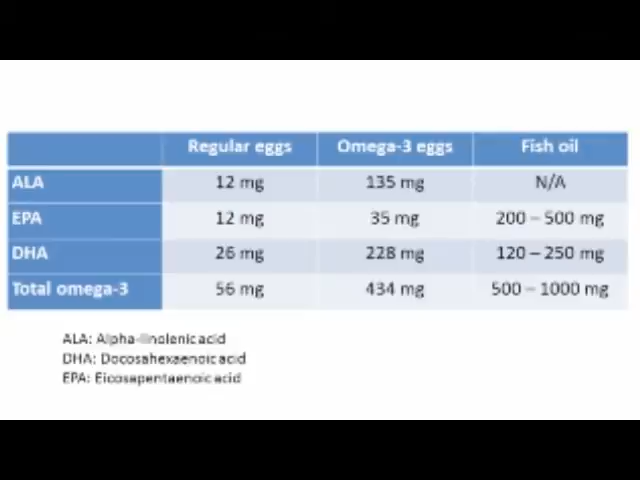 Regular eggs Omega-3 eggs Fish oil
ALA 12 mg 135 mg N/A
EPA 12 mg 35 mg 200 – 500 mg
DHA 26 mg 228 mg 120 – 250 mg
Total omega-3 56 mg 434 mg 500 – 1000 mg
ALA: Alpha-linolenic acid
DHA: Docosahexaenoic acid
EPA: Eicosapentaenoic acid